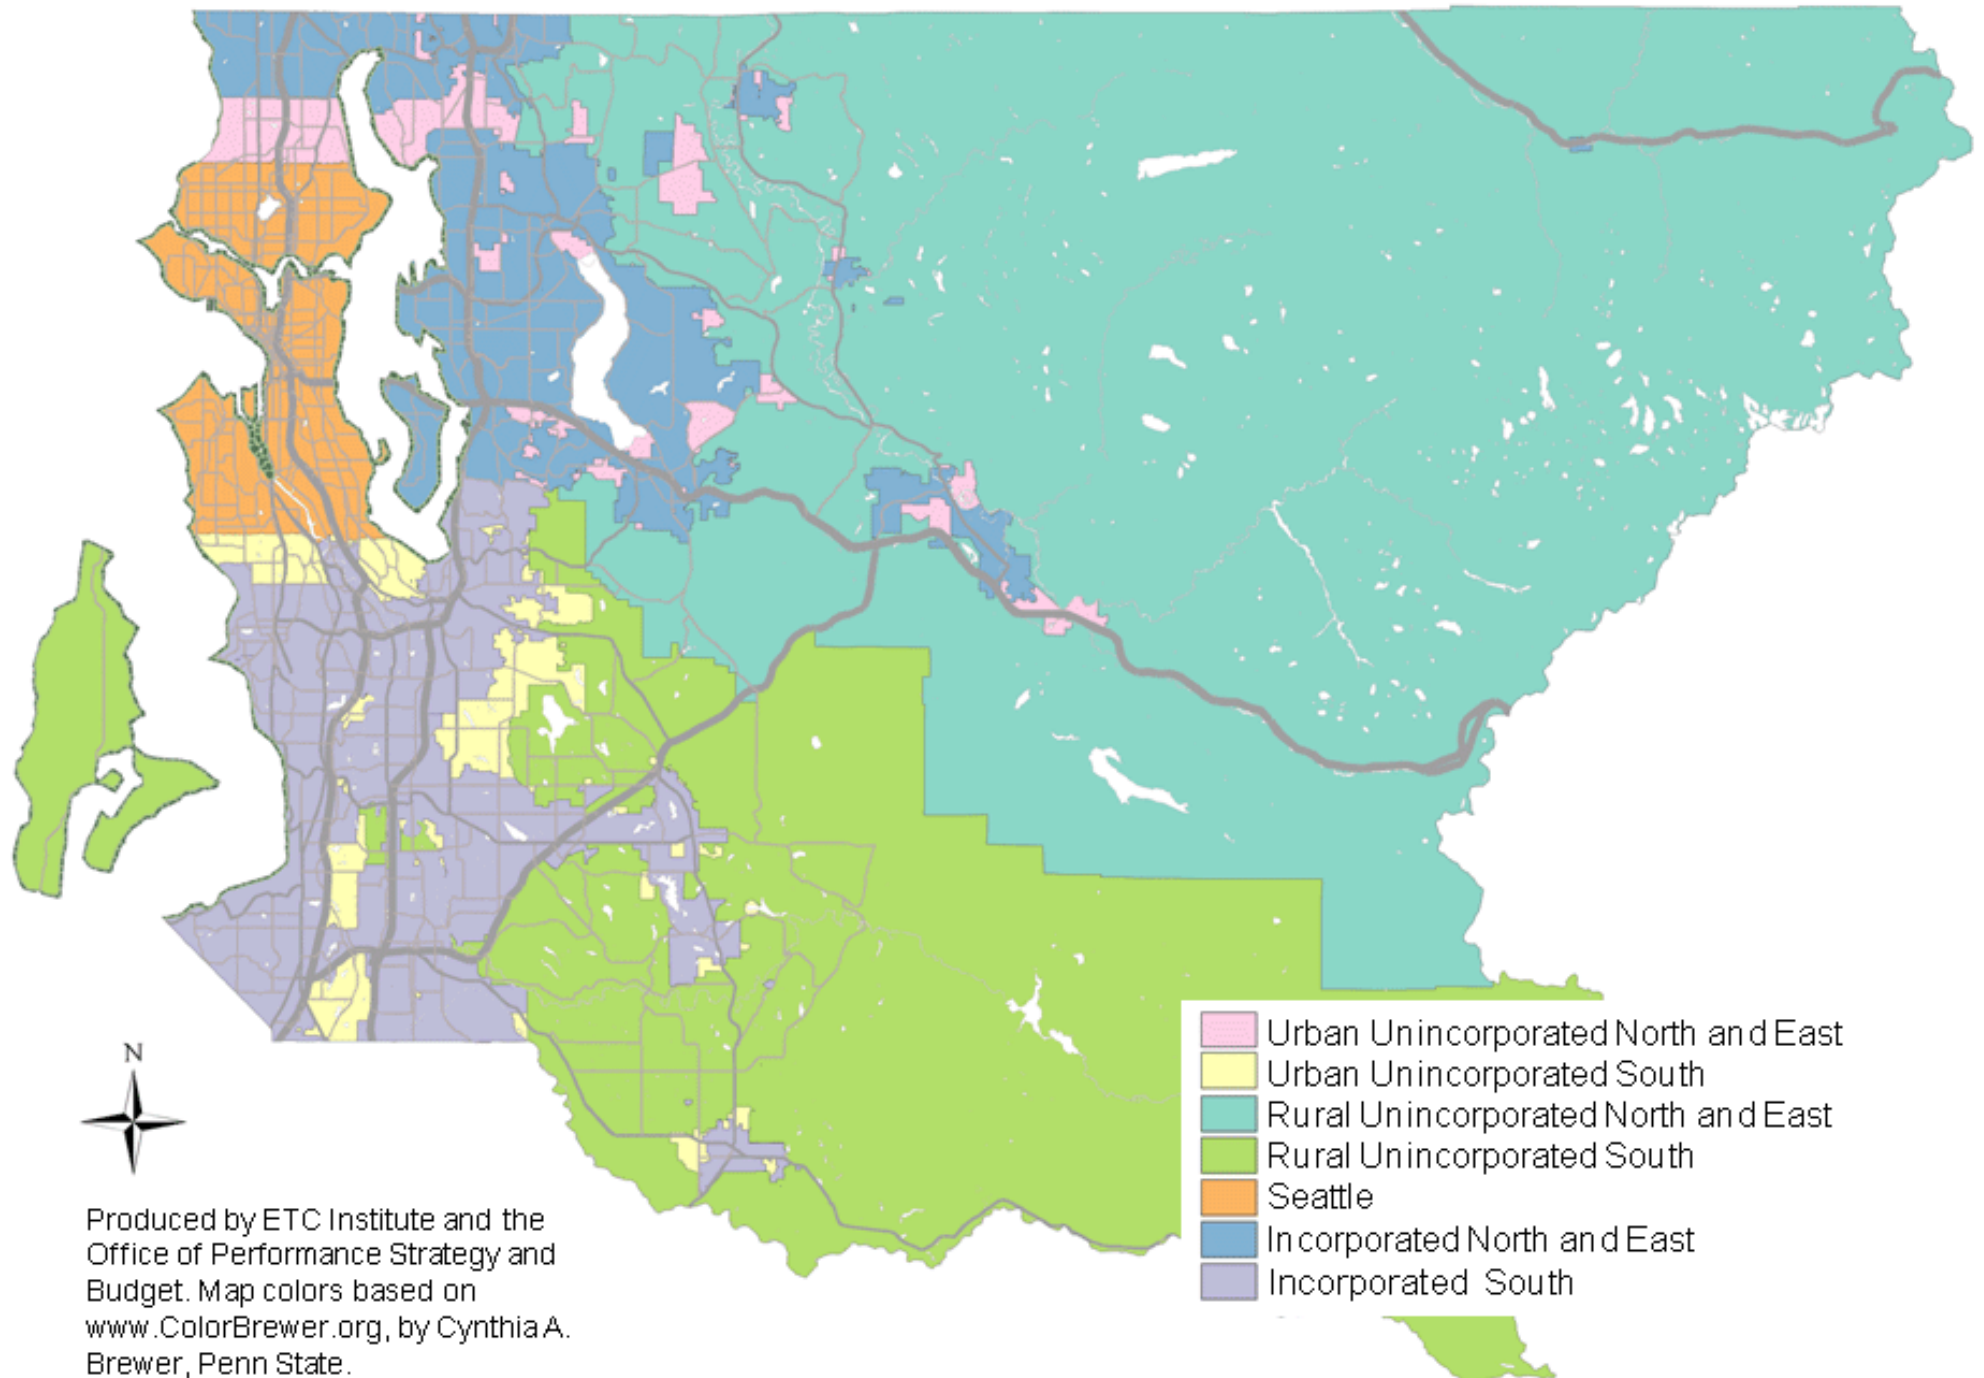 N
Urban Unincorporated North and East
Urban Unincorporated South
Rural Unincorporated North and East
Rural Unincorporated South
Seattle
Incorporated North and East
Incorporated South
Produced by ETC Institute and the
Office of Performance Strategy and
Budget. Map colors based on
www.ColorBrewer.org, by Cynthia A.
Brewer, Penn State.